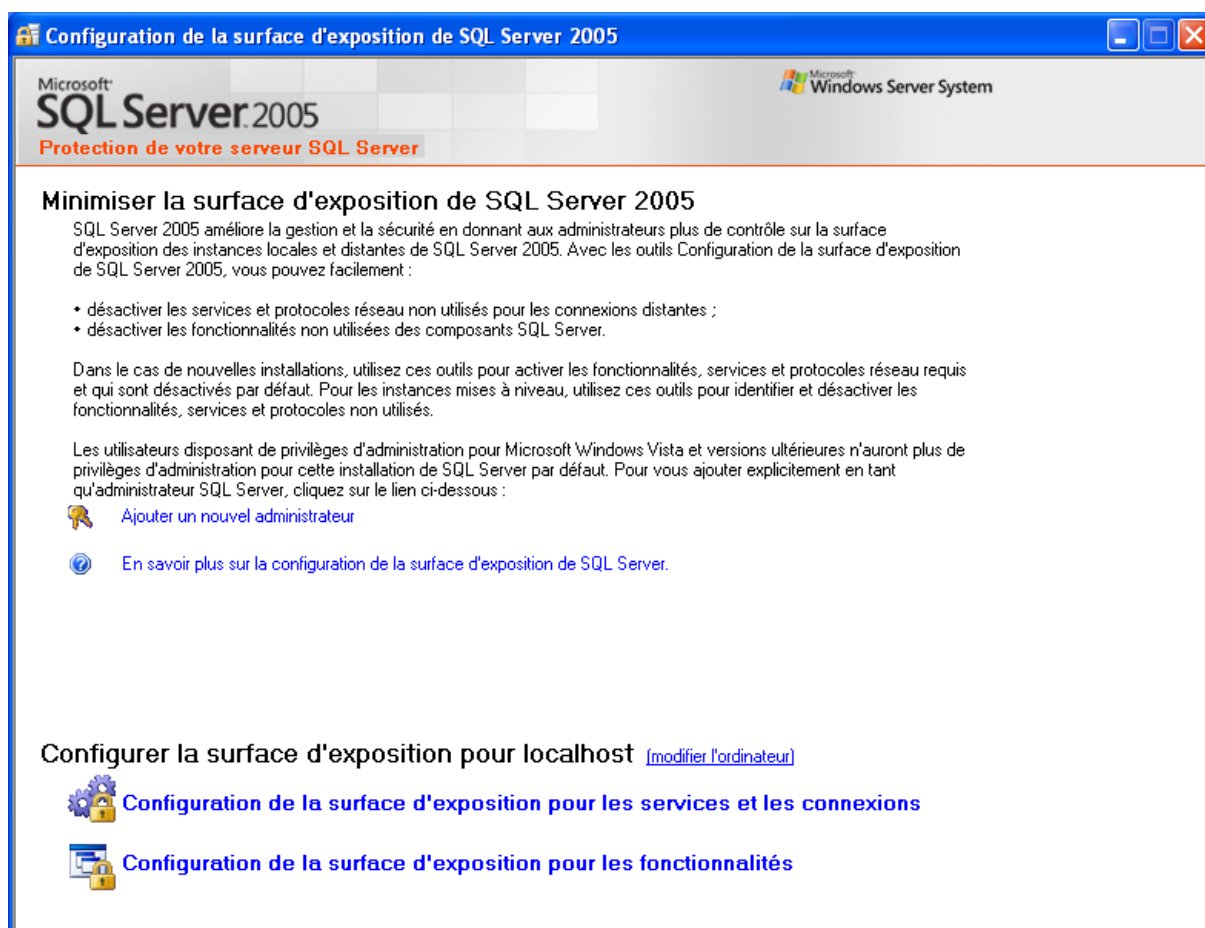 Configuration de la surface d'exposition de SQL Server 2005
Microsoft
SQL Server 2005
Microsoft
Windows Server System
Protection de votre serveur SQL Server
Minimiser la surface d'exposition de SQL Server 2005
SQL Server 2005 améliore la gestion et la sécurité en donnant aux administrateurs plus de contrôle sur la surface
d'exposition des instances locales et distantes de SQL Server 2005. Avec les outils Configuration de la surface d'exposition
de SQL Server 2005, vous pouvez facilement :
• désactiver les services et protocoles réseau non utilisés pour les connexions distantes ;
• désactiver les fonctionnalités non utilisées des composants SQL Server.
Dans le cas de nouvelles installations, utilisez ces outils pour activer les fonctionnalités, services et protocoles réseau requis
et qui sont désactivés par défaut. Pour les instances mises à niveau, utilisez ces outils pour identifier et désactiver les
fonctionnalités, services et protocoles non utilisés.
Les utilisateurs disposant de privilèges d'administration pour Microsoft Windows Vista et versions ultérieures n'auront plus de
privilèges d'administration pour cette installation de SQL Server par défaut. Pour vous ajouter explicitement en tant
qu'administrateur SQL Server, cliquez sur le lien ci-dessous :
Ajouter un nouvel administrateur
En savoir plus sur la configuration de la surface d'exposition de SQL Server.
Configurer la surface d'exposition pour localhost (modifier l'ordinateur)
Configuration de la surface d'exposition pour les services et les connexions
Configuration de la surface d'exposition pour les fonctionnalités